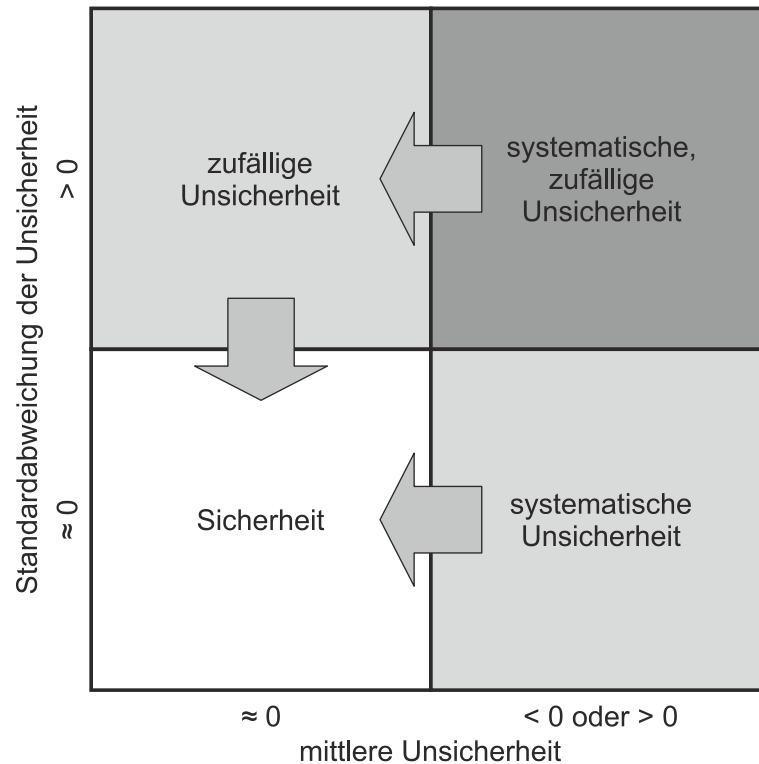 Standardabweichung der Unsicherheit
> 0
≈ 0
zufällige
Unsicherheit
systematische,
zufällige
Unsicherheit
Sicherheit
systematische
Unsicherheit
≈ 0
< 0 oder > 0
mittlere Unsicherheit